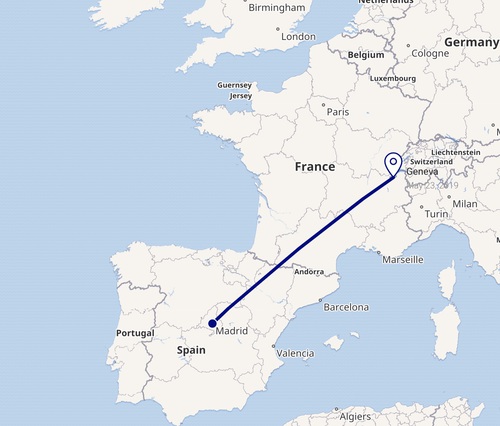 Netherlands
Birmingham
London
Germany
Cologne
Belgium
Luxembourg
Guernsey
Jersey
Paris
Liechtenstein
Switzerland
France
Geneva
May 23, 2019
Milan
Turin
Marseille
Andorra
Barcelona
Portugal
Madrid
Spain
Valencia
Algiers